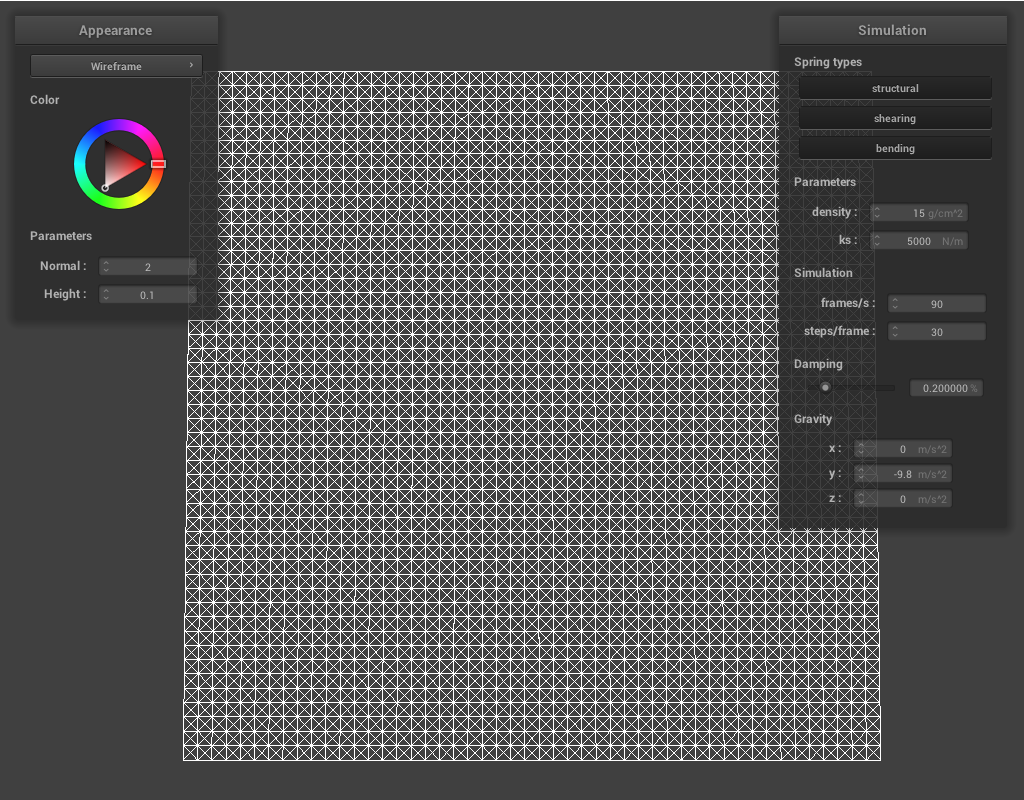 Appearance
Wireframe
Color
Parameters
Normal : 2
Height : 0.1
Simulation
Spring types
structural
shearing
bending
Parameters
density : 15 g/cm^2
ks : 5000 N/m
Simulation
frames/s : 90
steps/frame : 30
Damping
0.200000 %
Gravity
x : 0 m/s^2
y : -9.8 m/s^2
z : 0 m/s^2